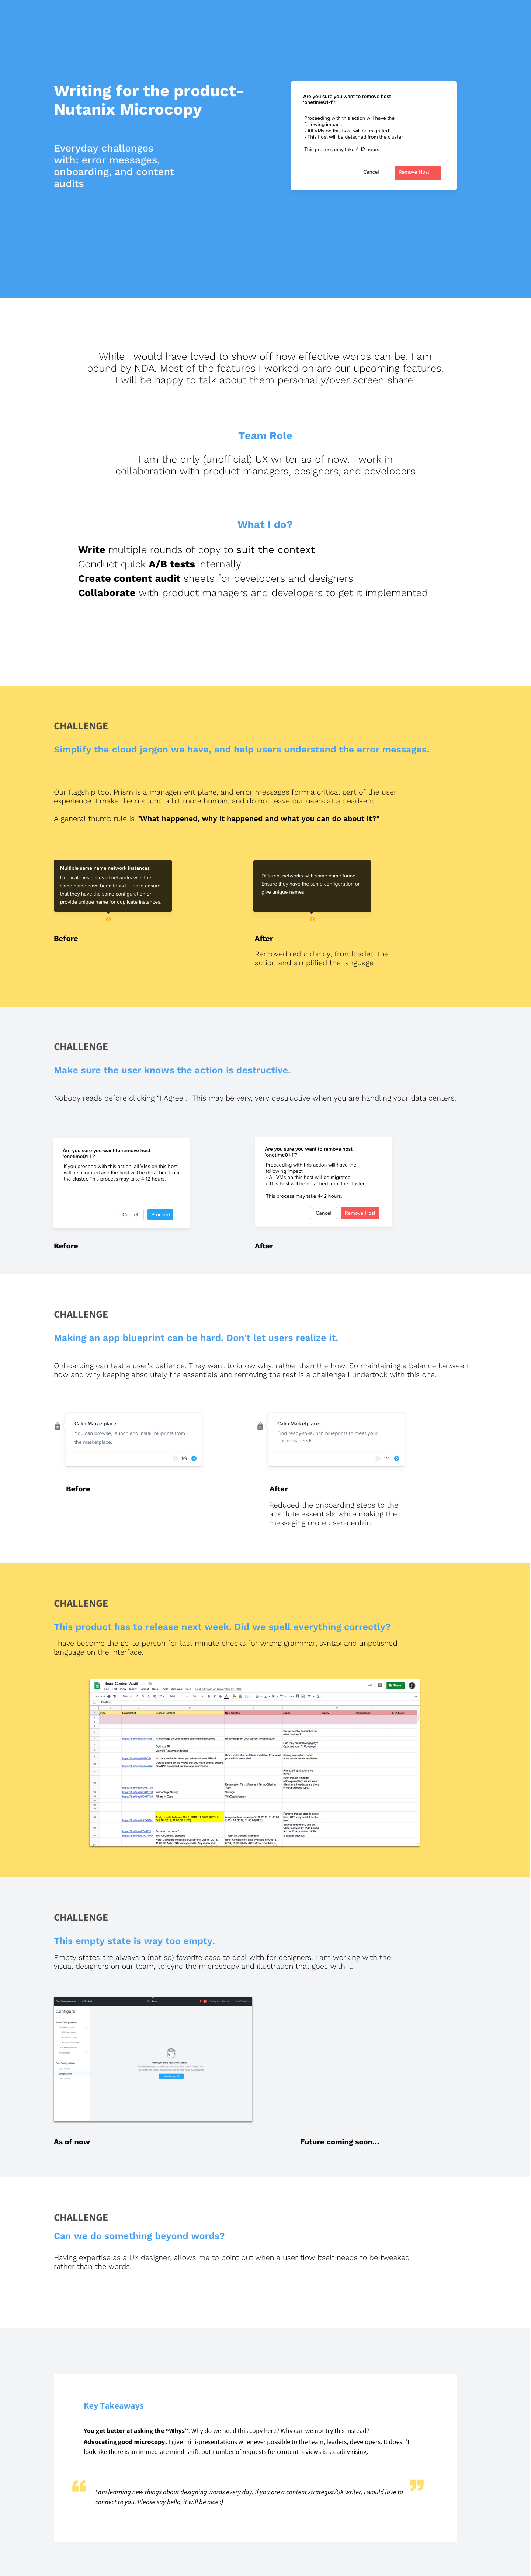 Writing for the product-
Nutanix Microcopy
Everyday challenges
with: error messages,
onboarding, and content
audits
Are you sure you want to remove host
'onetime01-1'?
Proceeding with this action will have the
following impact:
• All VMs on this host will be migrated
• This host will be detached from the cluster
This process may take 4-12 hours.
Cancel
Remove Host
While I would have loved to show off how effective words can be, I am
bound by NDA. Most of the features I worked on are our upcoming features.
I will be happy to talk about them personally/over screen share.
Team Role
I am the only (unofficial) UX writer as of now. I work in
collaboration with product managers, designers, and developers
What I do?
Write multiple rounds of copy to suit the context
Conduct quick A/B tests internally
Create content audit sheets for developers and designers
Collaborate with product managers and developers to get it implemented
CHALLENGE
Simplify the cloud jargon we have, and help users understand the error messages.
Our flagship tool Prism is a management plane, and error messages form a critical part of the user
experience. I make them sound a bit more human, and do not leave our users at a dead-end.
A general thumb rule is "What happened, why it happened and what you can do about it?"
Multiple same name network instances
Duplicate instances of networks with the
same name have been found. Please ensure
that they have the same configuration or
provide unique name for duplicate instances.
Different networks with same name found.
Ensure they have the same configuration or
give unique names.
Before
After
Removed redundancy, frontloaded the
action and simplified the language
CHALLENGE
Make sure the user knows the action is destructive.
Nobody reads before clicking "I Agree".  This may be very, very destructive when you are handling your data centers.
Are you sure you want to remove host
'onetime01-1'?
If you proceed with this action, all VMs on this host
will be migrated and the host will be detached from
the cluster. This process may take 4-12 hours.
Cancel
Proceed
Are you sure you want to remove host
'onetime01-1'?
Proceeding with this action will have the
following impact:
• All VMs on this host will be migrated
• This host will be detached from the cluster
This process may take 4-12 hours.
Cancel
Remove Host
Before
After
CHALLENGE
Making an app blueprint can be hard. Don't let users realize it.
Onboarding can test a user's patience. They want to know why, rather than the how. So maintaining a balance between
how and why keeping absolutely the essentials and removing the rest is a challenge I undertook with this one.
Calm Marketplace
You can browse, launch and install bluprints from
the marketplace.
1/9
Calm Marketplace
Find ready-to-launch blueprints to meet your
business needs
1/4
Before
After
Reduced the onboarding steps to the
absolute essentials while making the
messaging more user-centric.
CHALLENGE
This product has to release next week. Did we spell everything correctly?
I have become the go-to person for last minute checks for wrong grammar, syntax and unpolished
language on the interface.
Beam Content Audit
File Edit View Insert Format Data Tools Add-ons Help
Share
CHALLENGE
This empty state is way too empty.
Empty states are always a (not so) favorite case to deal with for designers. I am working with the
visual designers on our team, to sync the microscopy and illustration that goes with it.
Configure
As of now
Future coming soon...
CHALLENGE
Can we do something beyond words?
Having expertise as a UX designer, allows me to point out when a user flow itself needs to be tweaked
rather than the words.
Key Takeaways
You get better at asking the "Whys". Why do we need this copy here? Why can we not try this instead?
Advocating good microcopy. I give mini-presentations whenever possible to the team, leaders, developers. It doesn't
look like there is an immediate mind-shift, but number of requests for content reviews is steadily rising.
I am learning new things about designing words every day. If you are a content strategist/UX writer, I would love to
connect to you. Please say hello, it will be nice :)